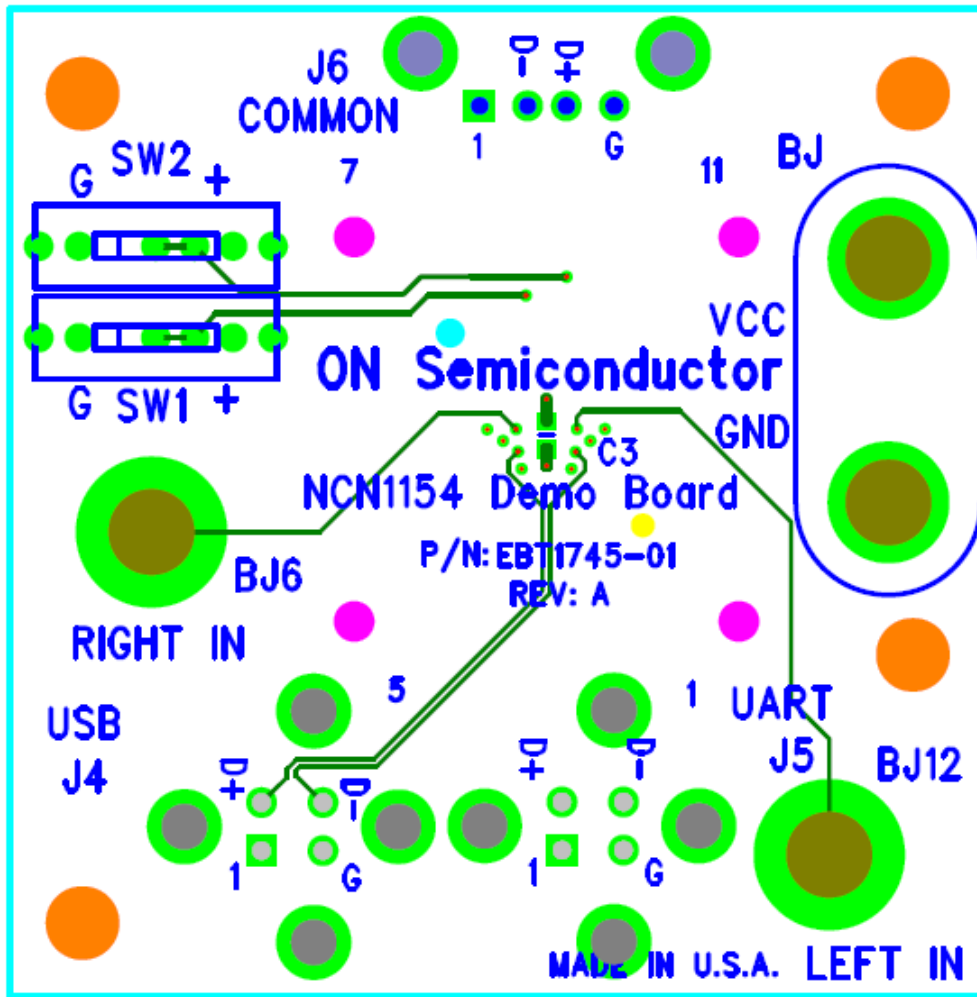 J6
COMMON
D-
D+
1
G
7
11
BJ
G
SW2
+
VCC
ON Semiconductor
G
SW1
+
GND
C3
NCN1154 Demo Board
P/N: EBT1745-01
REV: A
BJ6
RIGHT IN
5
1
UART
USB
J4
J5
BJ12
D+
D-
D+
D-
1
G
1
G
MADE IN U.S.A.
LEFT IN